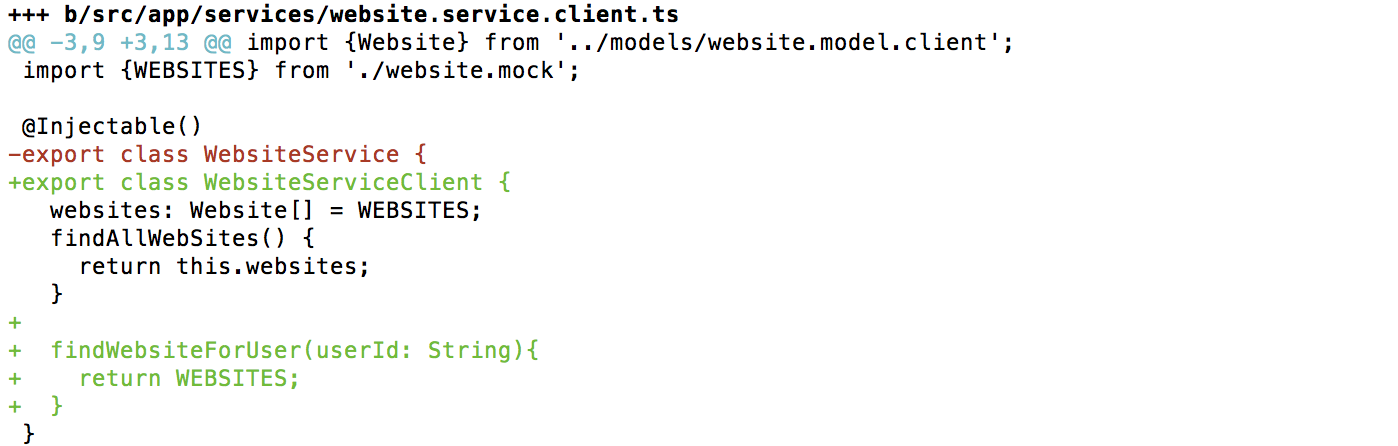 +++ b/src/app/services/website.service.client.ts
@@ -3,9 +3,13 @@ import {Website} from '../models/website.model.client';
 import {WEBSITES} from './website.mock';

 @Injectable()
-export class WebsiteService {
+export class WebsiteServiceClient {
   websites: Website[] = WEBSITES;
   findAllWebSites() {
     return this.websites;
   }
+
+  findWebsiteForUser(userId: String){
+    return WEBSITES;
+  }
 }